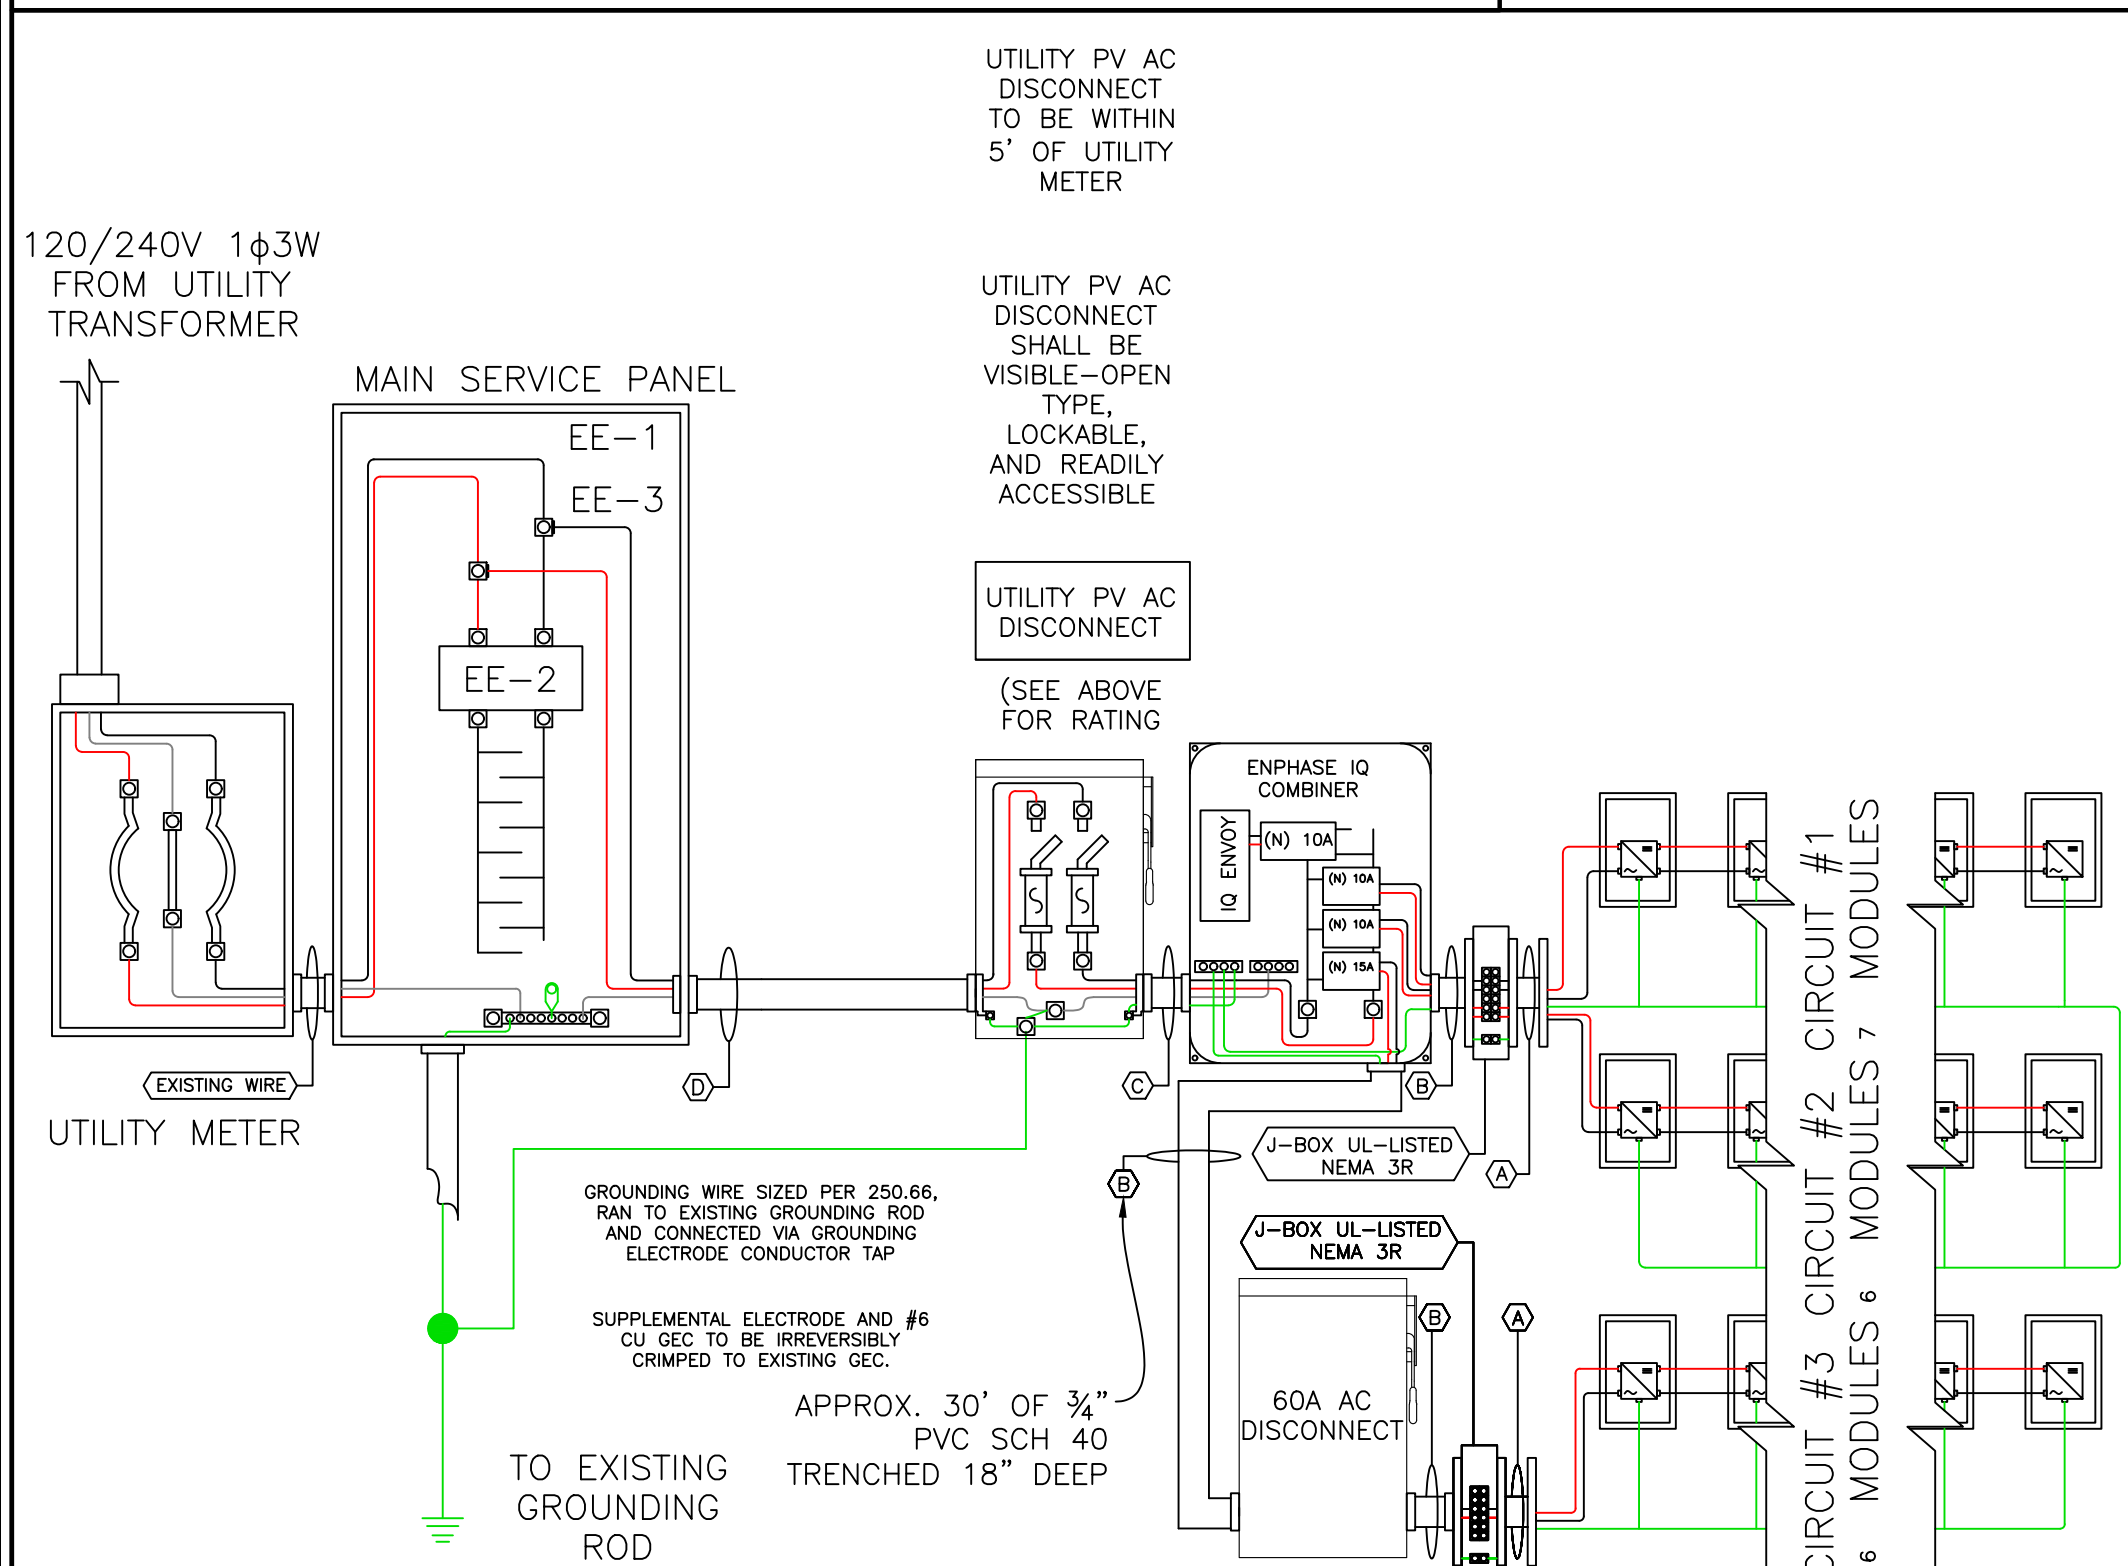 UTILITY PV AC
DISCONNECT
TO BE WITHIN
5' OF UTILITY
METER
UTILITY PV AC
DISCONNECT
SHALL BE
VISIBLE-OPEN
TYPE,
LOCKABLE,
AND READILY
ACCESSIBLE
UTILITY PV AC
DISCONNECT
(SEE ABOVE
FOR RATING
120/240V 1ϕ3W
FROM UTILITY
TRANSFORMER
MAIN SERVICE PANEL
EE-1
EE-3
EE-2
EXISTING WIRE
UTILITY METER
D
C
ENPHASE IQ
COMBINER
IQ ENVOY
(N) 10A
(N) 10A
(N) 10A
(N) 15A
B
A
J-BOX UL-LISTED
NEMA 3R
B
J-BOX UL-LISTED
NEMA 3R
B
A
60A AC
DISCONNECT
GROUNDING WIRE SIZED PER 250.66,
RAN TO EXISTING GROUNDING ROD
AND CONNECTED VIA GROUNDING
ELECTRODE CONDUCTOR TAP
SUPPLEMENTAL ELECTRODE AND #6
CU GEC TO BE IRREVERSIBLY
CRIMPED TO EXISTING GEC.
APPROX. 30' OF ¾"
PVC SCH 40
TRENCHED 18" DEEP
TO EXISTING
GROUNDING
ROD
CIRCUIT #1
7 MODULES
CIRCUIT #2
6 MODULES
CIRCUIT #3
6 MODULES